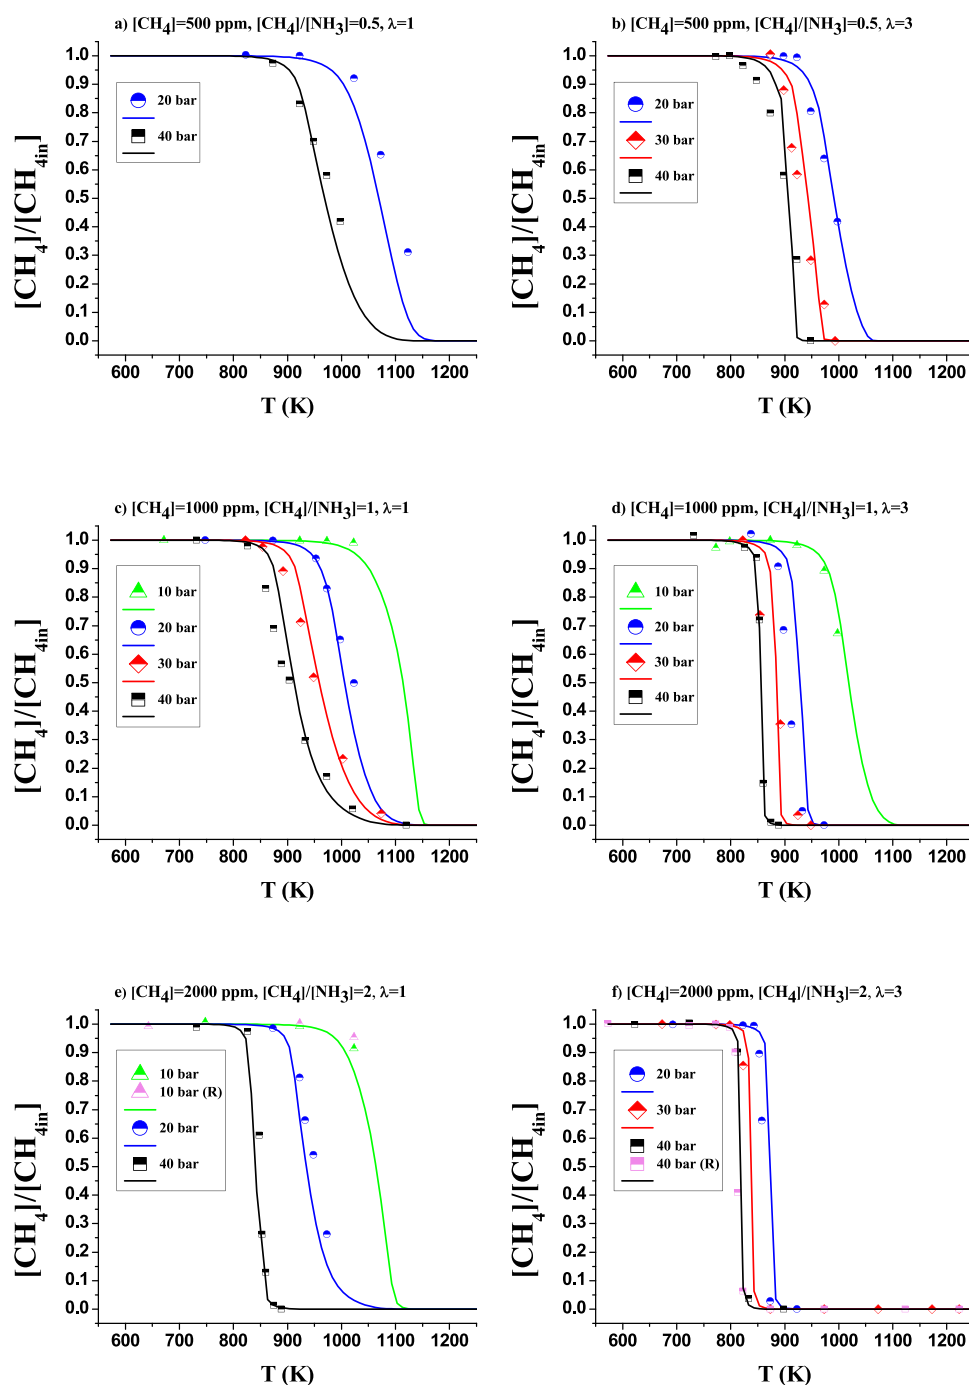 a) [CH4]=500 ppm, [CH4]/[NH3]=0.5, λ=1
[CH4]/[CH4in]
1.0
0.9
0.8
0.7
0.6
0.5
0.4
0.3
0.2
0.1
0.0
20 bar
40 bar
600 700 800 900 1000 1100 1200
T (K)
b) [CH4]=500 ppm, [CH4]/[NH3]=0.5, λ=3
[CH4]/[CH4in]
1.0
0.9
0.8
0.7
0.6
0.5
0.4
0.3
0.2
0.1
0.0
20 bar
30 bar
40 bar
600 700 800 900 1000 1100 1200
T (K)
c) [CH4]=1000 ppm, [CH4]/[NH3]=1, λ=1
[CH4]/[CH4in]
1.0
0.9
0.8
0.7
0.6
0.5
0.4
0.3
0.2
0.1
0.0
10 bar
20 bar
30 bar
40 bar
600 700 800 900 1000 1100 1200
T (K)
d) [CH4]=1000 ppm, [CH4]/[NH3]=1, λ=3
[CH4]/[CH4in]
1.0
0.9
0.8
0.7
0.6
0.5
0.4
0.3
0.2
0.1
0.0
10 bar
20 bar
30 bar
40 bar
600 700 800 900 1000 1100 1200
T (K)
e) [CH4]=2000 ppm, [CH4]/[NH3]=2, λ=1
[CH4]/[CH4in]
1.0
0.9
0.8
0.7
0.6
0.5
0.4
0.3
0.2
0.1
0.0
10 bar
10 bar (R)
20 bar
40 bar
600 700 800 900 1000 1100 1200
T (K)
f) [CH4]=2000 ppm, [CH4]/[NH3]=2, λ=3
[CH4]/[CH4in]
1.0
0.9
0.8
0.7
0.6
0.5
0.4
0.3
0.2
0.1
0.0
20 bar
30 bar
40 bar
40 bar (R)
600 700 800 900 1000 1100 1200
T (K)